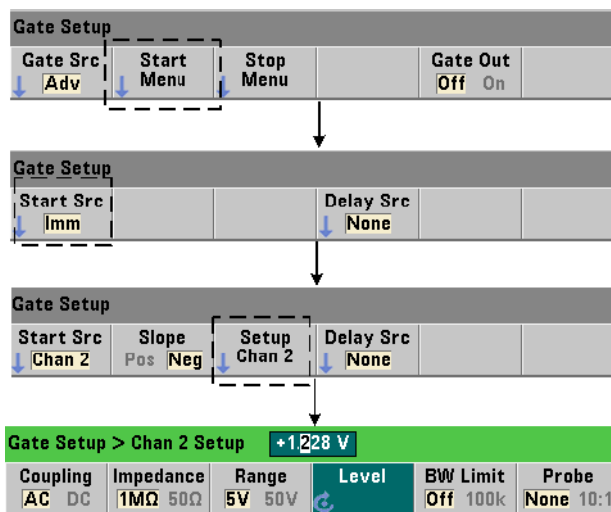 Gate Setup
Gate Src Start Stop Gate Out
Adv Menu Menu Off On
Gate Setup
Start Src Delay Src
Imm None
Gate Setup
Start Src Slope Setup Delay Src
Chan 2 Pos Neg Chan 2 None
Gate Setup > Chan 2 Setup +1.228 V
Coupling Impedance Range Level BW Limit Probe
AC DC 1MΩ 50Ω 5V 50V Off 100k None 10:1